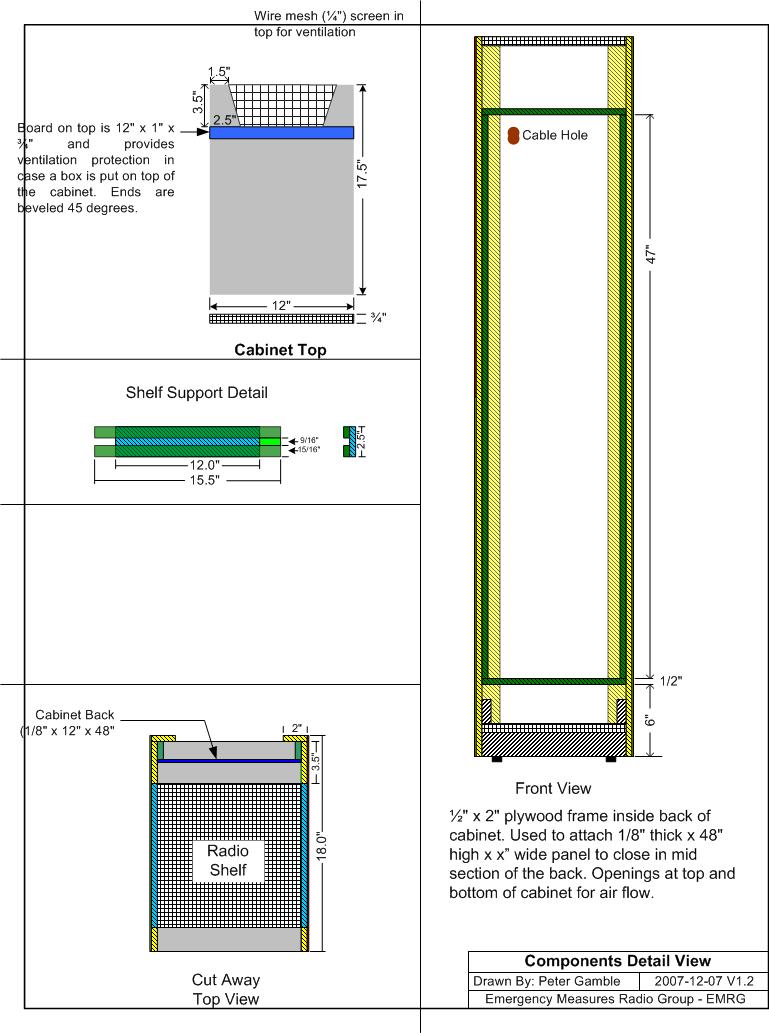 Wire mesh (¼") screen in
top for ventilation
1.5"
3.5"
2.5"
Board on top is 12" x 1" x
¾" and provides
ventilation protection in
case a box is put on top of
the cabinet. Ends are
beveled 45 degrees.
17.5"
12"
¾"
Cabinet Top
Shelf Support Detail
9/16"
15/16"
2.5"
12.0"
15.5"
Cabinet Back
(1/8" x 12" x 48"
2"
3.5"
18.0"
Radio
Shelf
Cut Away
Top View
Cable Hole
47"
1/2"
6"
Front View
½" x 2" plywood frame inside back of
cabinet. Used to attach 1/8" thick x 48"
high x x” wide panel to close in mid
section of the back. Openings at top and
bottom of cabinet for air flow.
Components Detail View
Drawn By: Peter Gamble 2007-12-07 V1.2
Emergency Measures Radio Group - EMRG